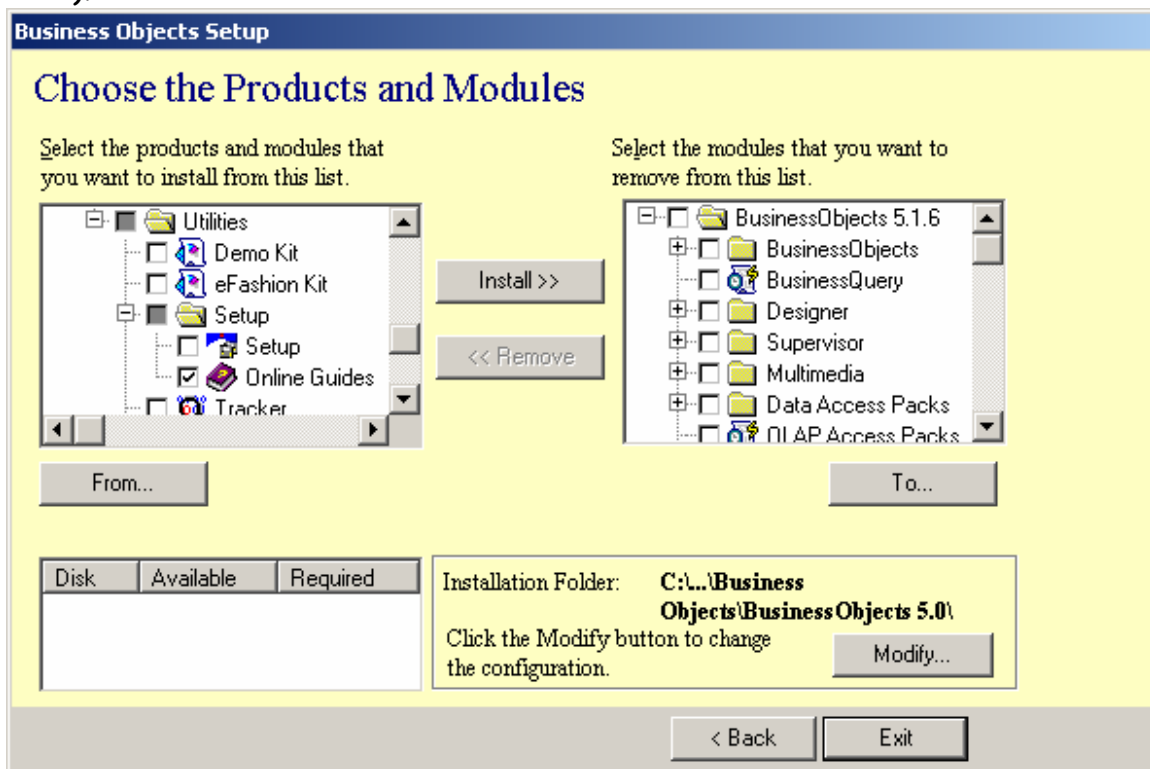 Business Objects Setup
Choose the Products and Modules
Select the products and modules that
you want to install from this list.
Select the modules that you want to
remove from this list.
Utilities
Demo Kit
eFashion Kit
Setup
Setup
Online Guides
Tracker
Install >>
<< Remove
BusinessObjects 5.1.6
BusinessObjects
BusinessQuery
Designer
Supervisor
Multimedia
Data Access Packs
OLAP Access Packs
From...
To...
Disk Available Required
Installation Folder: C:\...\Business
Objects\BusinessObjects 5.0\
Click the Modify button to change
the configuration.
Modify...
< Back Exit